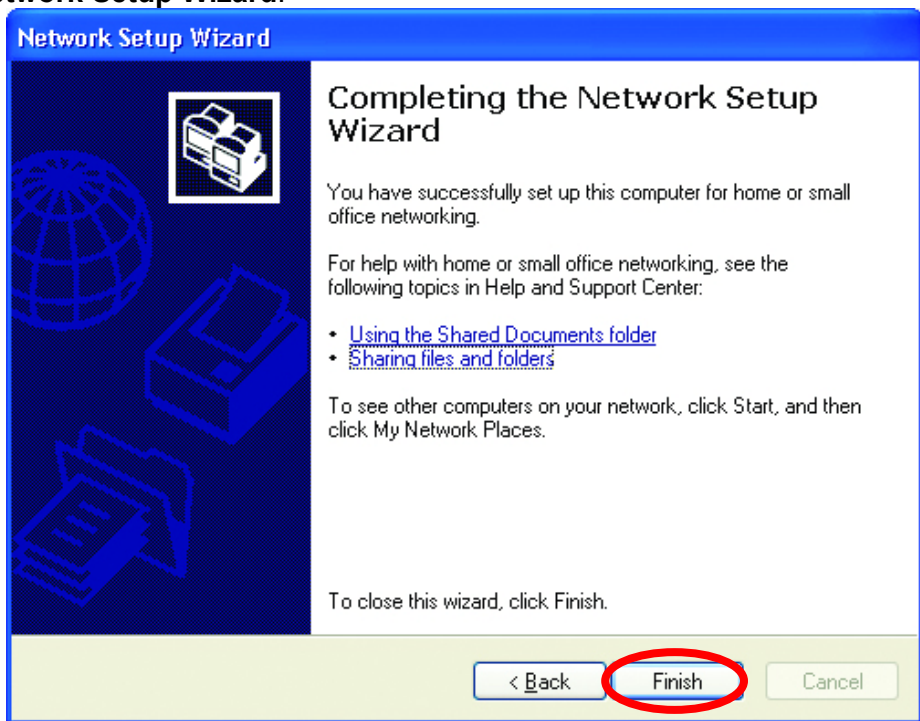 twork Setup Wizard.
Network Setup Wizard
Completing the Network Setup
Wizard
You have successfully set up this computer for home or small
office networking.
For help with home or small office networking, see the
following topics in Help and Support Center:
• Using the Shared Documents folder
• Sharing files and folders
To see other computers on your network, click Start, and then
click My Network Places.
To close this wizard, click Finish.
< Back Finish Cancel